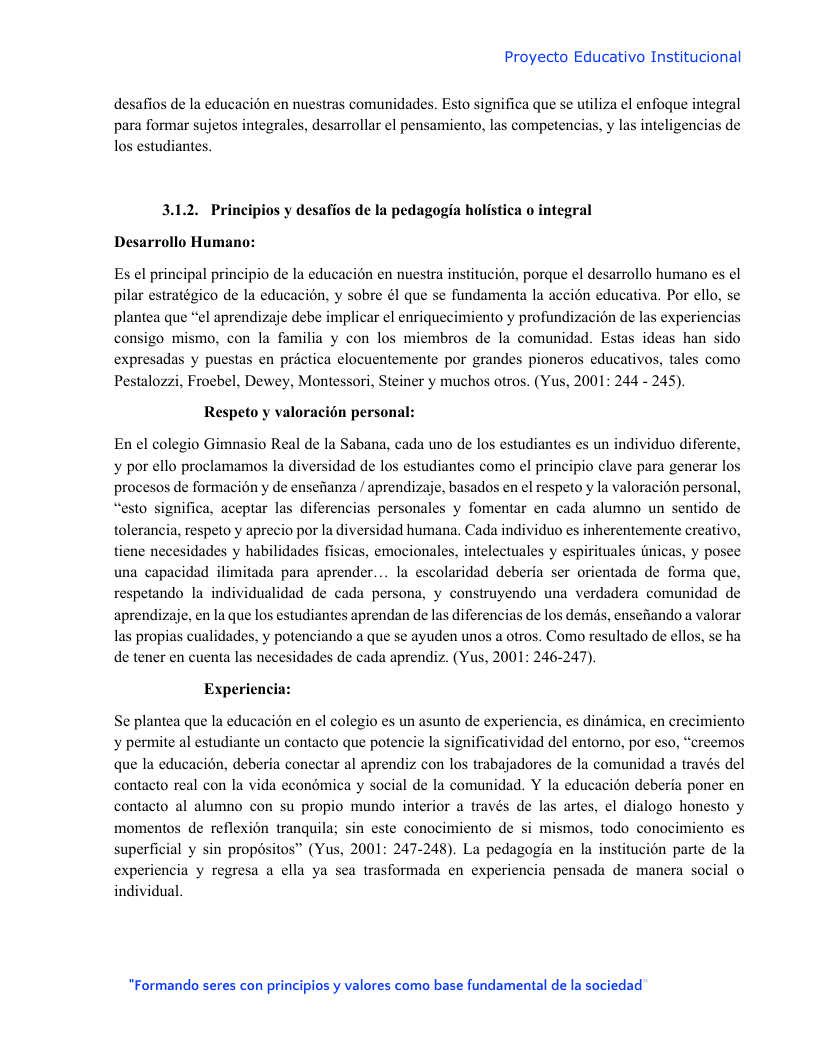 Proyecto Educativo Institucional
desafíos de la educación en nuestras comunidades. Esto significa que se utiliza el enfoque integral
para formar sujetos integrales, desarrollar el pensamiento, las competencias, y las inteligencias de
los estudiantes.
3.1.2. Principios y desafíos de la pedagogía holística o integral
Desarrollo Humano:
Es el principal principio de la educación en nuestra institución, porque el desarrollo humano es el
pilar estratégico de la educación, y sobre él que se fundamenta la acción educativa. Por ello, se
plantea que “el aprendizaje debe implicar el enriquecimiento y profundización de las experiencias
consigo mismo, con la familia y con los miembros de la comunidad. Estas ideas han sido
expresadas y puestas en práctica elocuentemente por grandes pioneros educativos, tales como
Pestalozzi, Froebel, Dewey, Montessori, Steiner y muchos otros. (Yus, 2001: 244 - 245).
Respeto y valoración personal:
En el colegio Gimnasio Real de la Sabana, cada uno de los estudiantes es un individuo diferente,
y por ello proclamamos la diversidad de los estudiantes como el principio clave para generar los
procesos de formación y de enseñanza / aprendizaje, basados en el respeto y la valoración personal,
“esto significa, aceptar las diferencias personales y fomentar en cada alumno un sentido de
tolerancia, respeto y aprecio por la diversidad humana. Cada individuo es inherentemente creativo,
tiene necesidades y habilidades físicas, emocionales, intelectuales y espirituales únicas, y posee
una capacidad ilimitada para aprender… la escolaridad debería ser orientada de forma que,
respetando la individualidad de cada persona, y construyendo una verdadera comunidad de
aprendizaje, en la que los estudiantes aprendan de las diferencias de los demás, enseñando a valorar
las propias cualidades, y potenciando a que se ayuden unos a otros. Como resultado de ellos, se ha
de tener en cuenta las necesidades de cada aprendiz. (Yus, 2001: 246-247).
Experiencia:
Se plantea que la educación en el colegio es un asunto de experiencia, es dinámica, en crecimiento
y permite al estudiante un contacto que potencie la significatividad del entorno, por eso, “creemos
que la educación, debería conectar al aprendiz con los trabajadores de la comunidad a través del
contacto real con la vida económica y social de la comunidad. Y la educación debería poner en
contacto al alumno con su propio mundo interior a través de las artes, el dialogo honesto y
momentos de reflexión tranquila; sin este conocimiento de si mismos, todo conocimiento es
superficial y sin propósitos” (Yus, 2001: 247-248). La pedagogía en la institución parte de la
experiencia y regresa a ella ya sea trasformada en experiencia pensada de manera social o
individual.
"Formando seres con principios y valores como base fundamental de la sociedad"